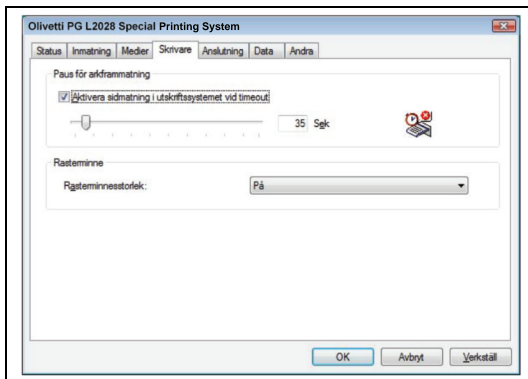 Olivetti PG L2028 Special Printing System
Status Inmatning Medier Skrivare Anslutning Data Andra
Paus för arkframmatning
Aktivera sidmatning i utskriftssystemet vid timeout
35 Sek
Rasterminne
Rasterminnesstorlek: På
OK Avbryt Verkställ